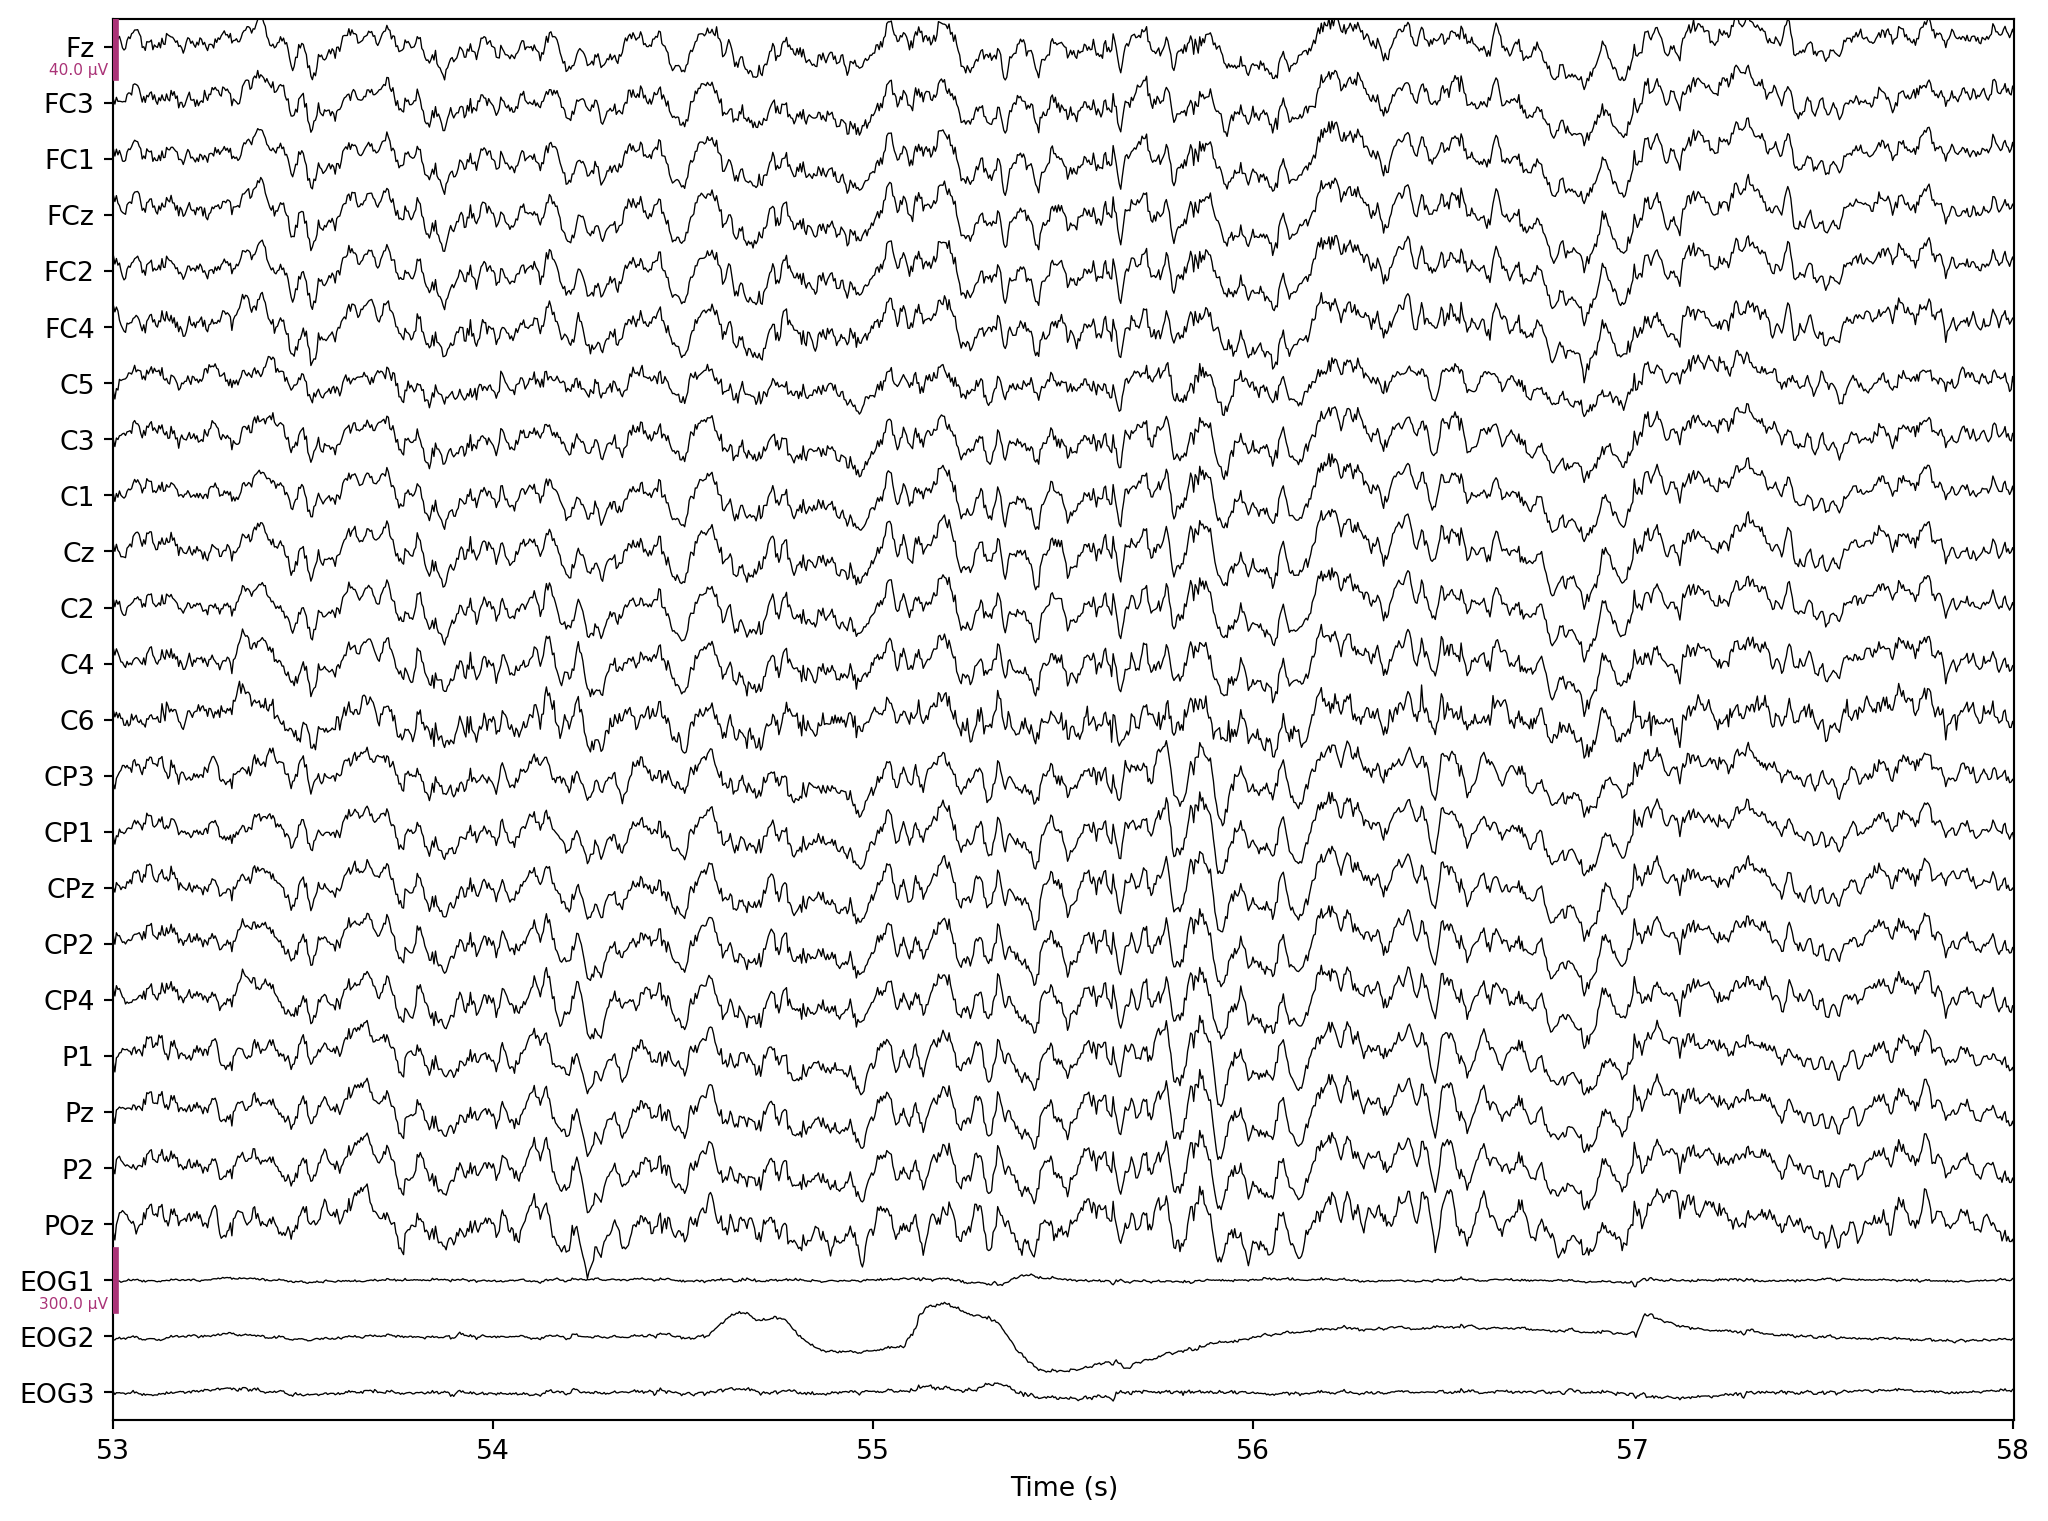 Fz
40.0 µV
FC3
FC1
FCz
FC2
FC4
C5
C3
C1
Cz
C2
C4
C6
CP3
CP1
CPz
CP2
CP4
P1
Pz
P2
POz
EOG1
300.0 µV
EOG2
EOG3
53 54 55 56 57 58
Time (s)